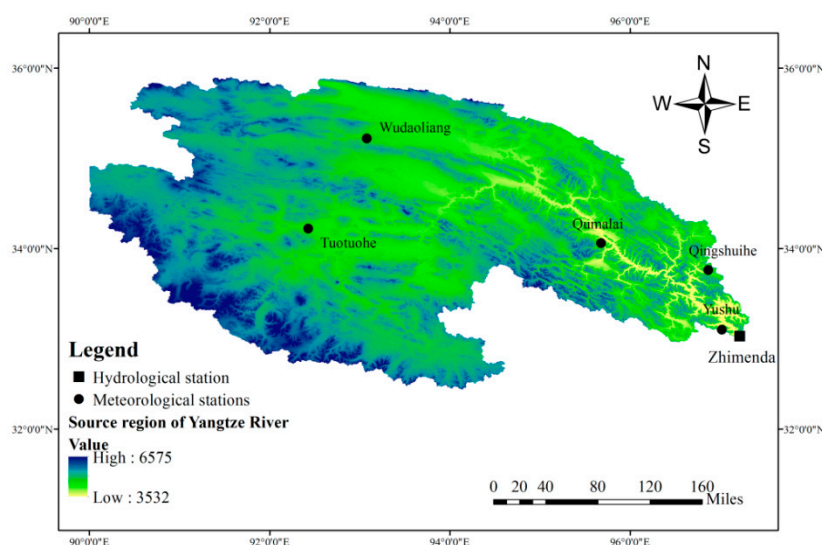 90°0'0"E 92°0'0"E 94°0'0"E 96°0'0"E
36°0'0"N 36°0'0"N
N
W E
S
Wudaoliang
Qumalai
34°0'0"N 34°0'0"N
Tuotuohe
Qingshuihe
Yushu
Zhimenda
Legend
Hydrological station
Meteorological stations
Source region of Yangtze River
Value
32°0'0"N 32°0'0"N
High : 6575
Low : 3532
0 20 40 80 120 160
Miles
90°0'0"E 92°0'0"E 94°0'0"E 96°0'0"E